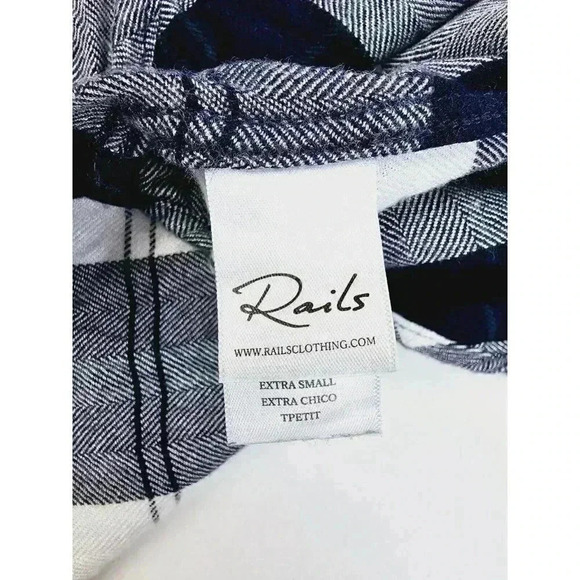 Rails
WWW.RAILSCLOTHING.COM
EXTRA SMALL
EXTRA CHICO
TPETIT